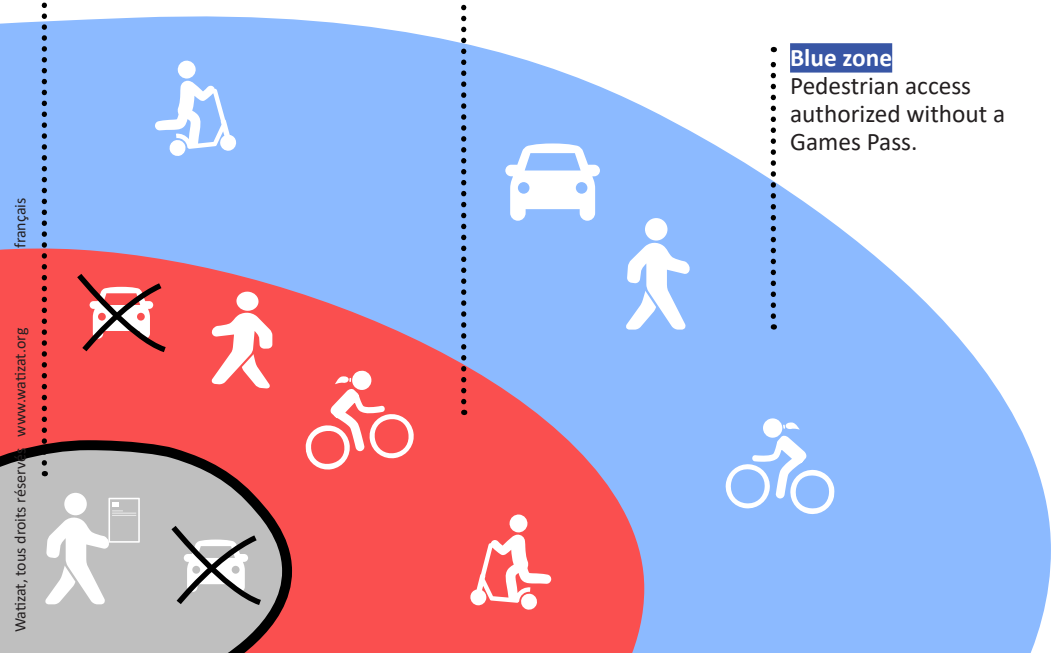 Blue zone
Pedestrian access
authorized without a
Games Pass.
Watizat, tous droits réservés www.watizat.org français